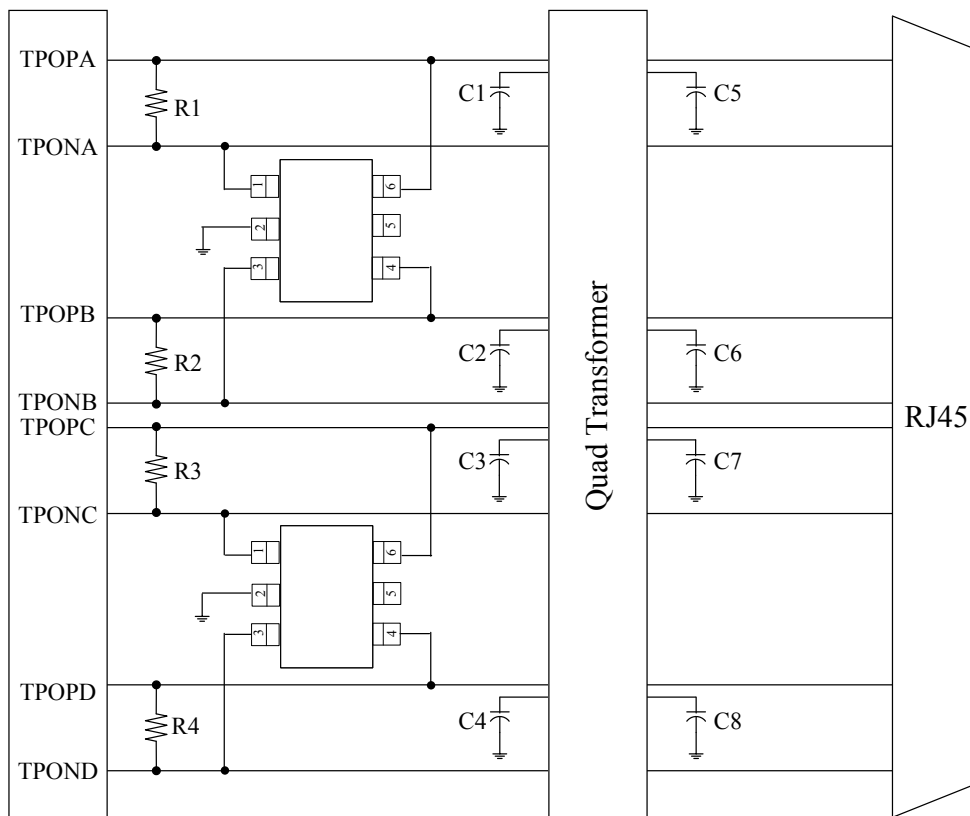 TPOPA
R1
C1
C5
TPONA
1
6
2
5
3
4
TPOPB
R2
C2
C6
TPONB
TPOPC
R3
C3
C7
TPONC
1
6
2
5
3
4
TPOPD
R4
C4
C8
TPOND
Quad Transformer
RJ45